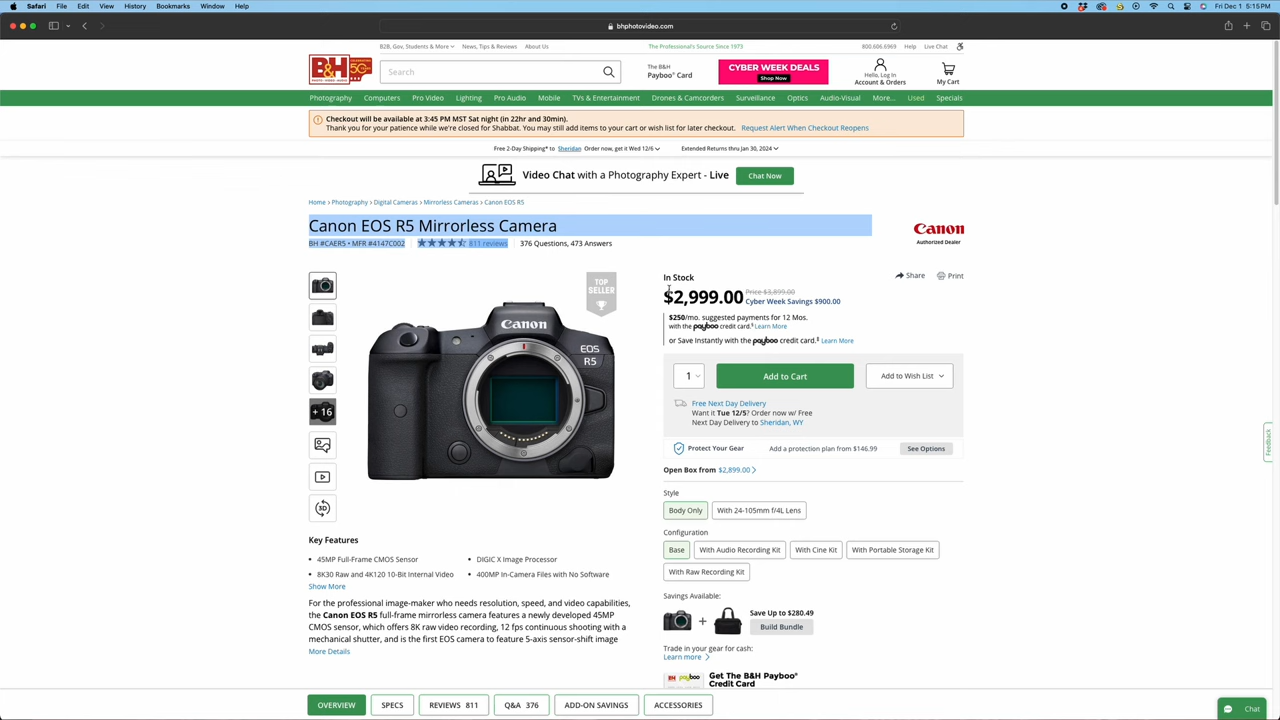 Safari File Edit View History Bookmarks Window Help
Fri Dec 1 5:15 PM
bhphotovideo.com
B2B, Gov, Students & More News, Tips & Reviews About Us
The Professional's Source Since 1973
800.606.6969 Help Live Chat
B&H
PHOTO · VIDEO · AUDIO
Search
The B&H
Payboo® Card
CYBER WEEK DEALS
Shop Now
Hello, Log In
Account & Orders
My Cart
Photography Computers Pro Video Lighting Pro Audio Mobile TVs & Entertainment Drones & Camcorders Surveillance Optics Audio-Visual More... Used Specials
Checkout will be available at 3:45 PM MST Sat night (in 22hr and 30min).
Thank you for your patience while we're closed for Shabbat. You may still add items to your cart or wish list for later checkout. Request Alert When Checkout Reopens
Free 2-Day Shipping* to Sheridan Order now, get it Wed 12/6
Extended Returns thru Jan 30, 2024
Video Chat with a Photography Expert - Live
Chat Now
Home › Photography › Digital Cameras › Mirrorless Cameras › Canon EOS R5
Canon EOS R5 Mirrorless Camera
BH #CAER5 • MFR #4147C002
811 reviews
376 Questions, 473 Answers
Canon
Authorized Dealer
TOP
SELLER
Canon
EOS
R5
+ 16
3D
In Stock
Share
Print
$2,999.00
Price $3,899.00
Cyber Week Savings $900.00
$250/mo. suggested payments for 12 Mos.
with the payboo credit card.§ Learn More
or Save Instantly with the payboo credit card.‡ Learn More
1
Add to Cart
Add to Wish List
Free Next Day Delivery
Want it Tue 12/5? Order now w/ Free
Next Day Delivery to Sheridan, WY
Protect Your Gear
Add a protection plan from $146.99
See Options
Open Box from $2,899.00
Style
Body Only
With 24-105mm f/4L Lens
Configuration
Base
With Audio Recording Kit
With Cine Kit
With Portable Storage Kit
With Raw Recording Kit
Savings Available:
+
Save Up to $280.49
Build Bundle
Trade in your gear for cash:
Learn more
Get The B&H Payboo®
Credit Card
Key Features
• 45MP Full-Frame CMOS Sensor
• DIGIC X Image Processor
• 8K30 Raw and 4K120 10-Bit Internal Video
• 400MP In-Camera Files with No Software
Show More
For the professional image-maker who needs resolution, speed, and video capabilities,
the Canon EOS R5 full-frame mirrorless camera features a newly developed 45MP
CMOS sensor, which offers 8K raw video recording, 12 fps continuous shooting with a
mechanical shutter, and is the first EOS camera to feature 5-axis sensor-shift image
More Details
OVERVIEW
SPECS
REVIEWS 811
Q&A 376
ADD-ON SAVINGS
ACCESSORIES
Feedback
Chat